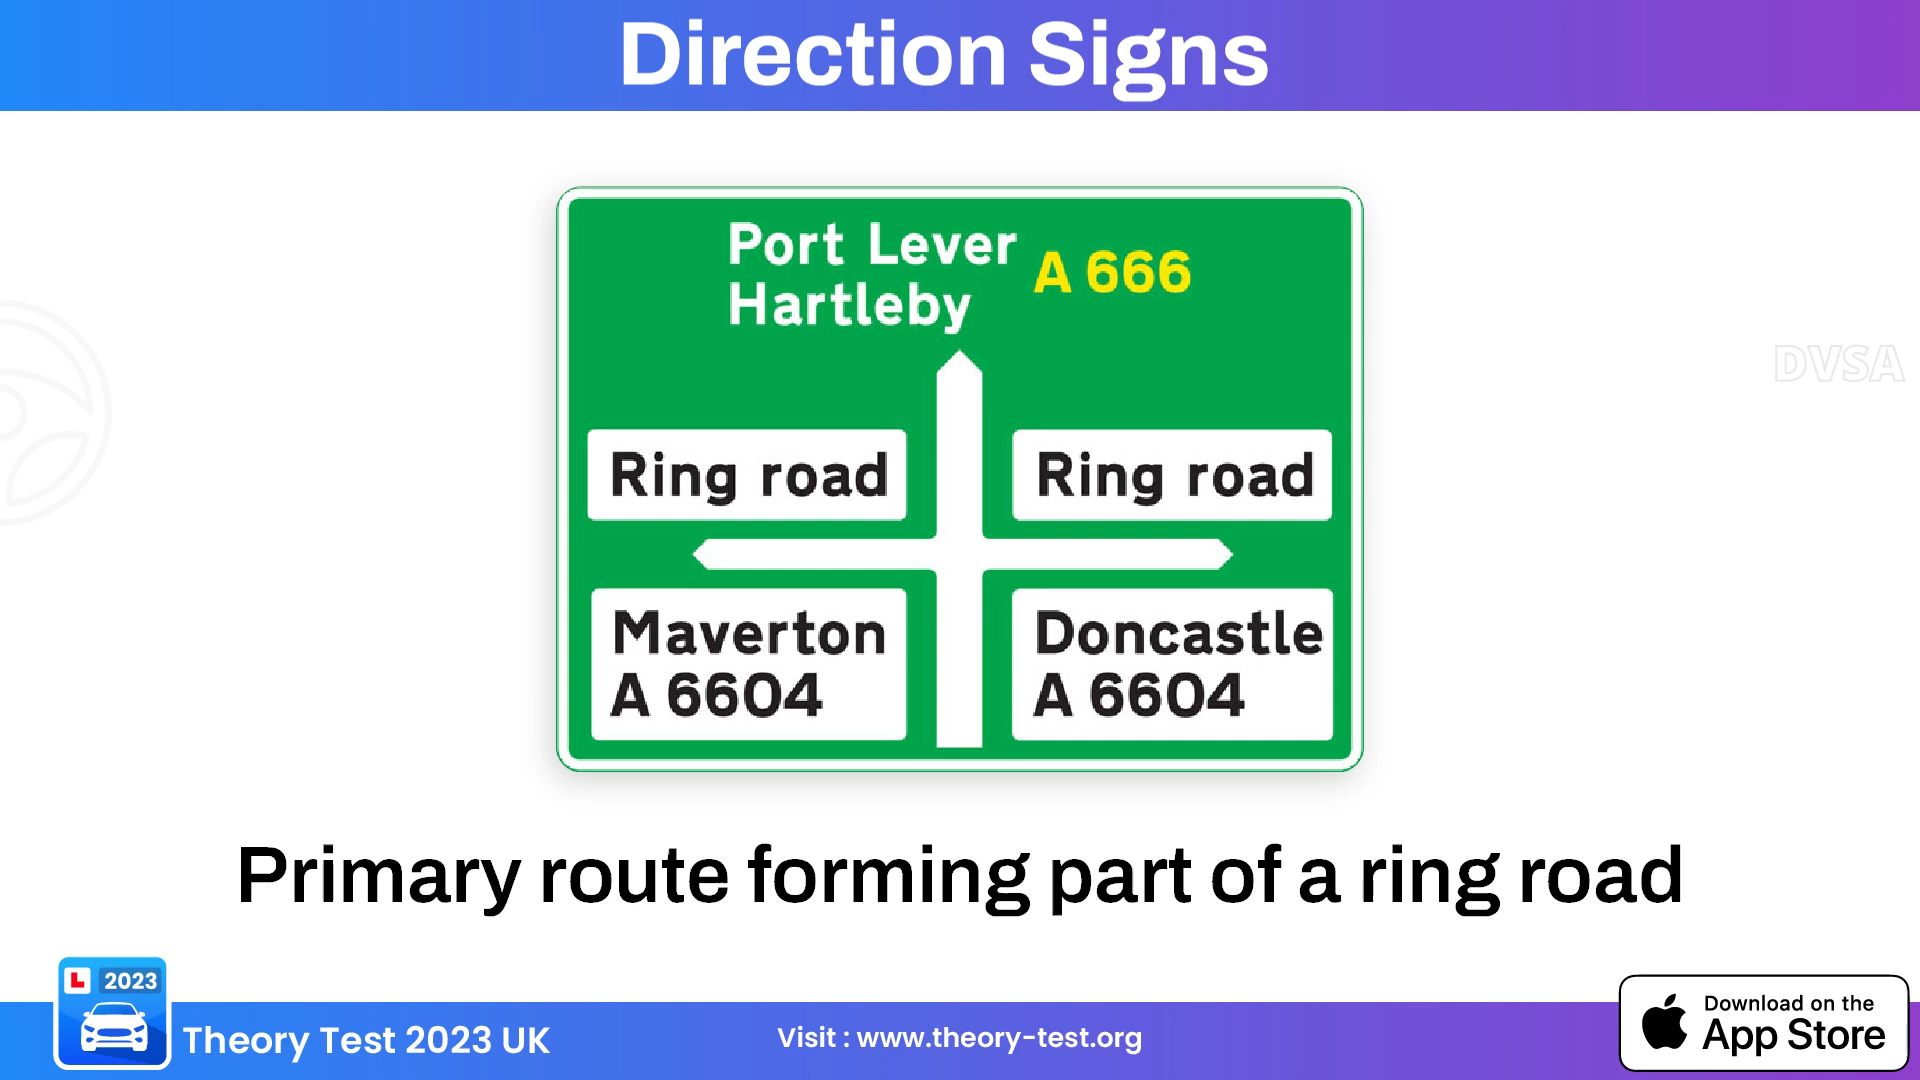 Direction Signs
Port Lever
Hartleby
A 666
Ring road
Ring road
Maverton
A 6604
Doncastle
A 6604
DVSA
Primary route forming part of a ring road
L 2023
Theory Test 2023 UK
Visit : www.theory-test.org
Download on the
App Store